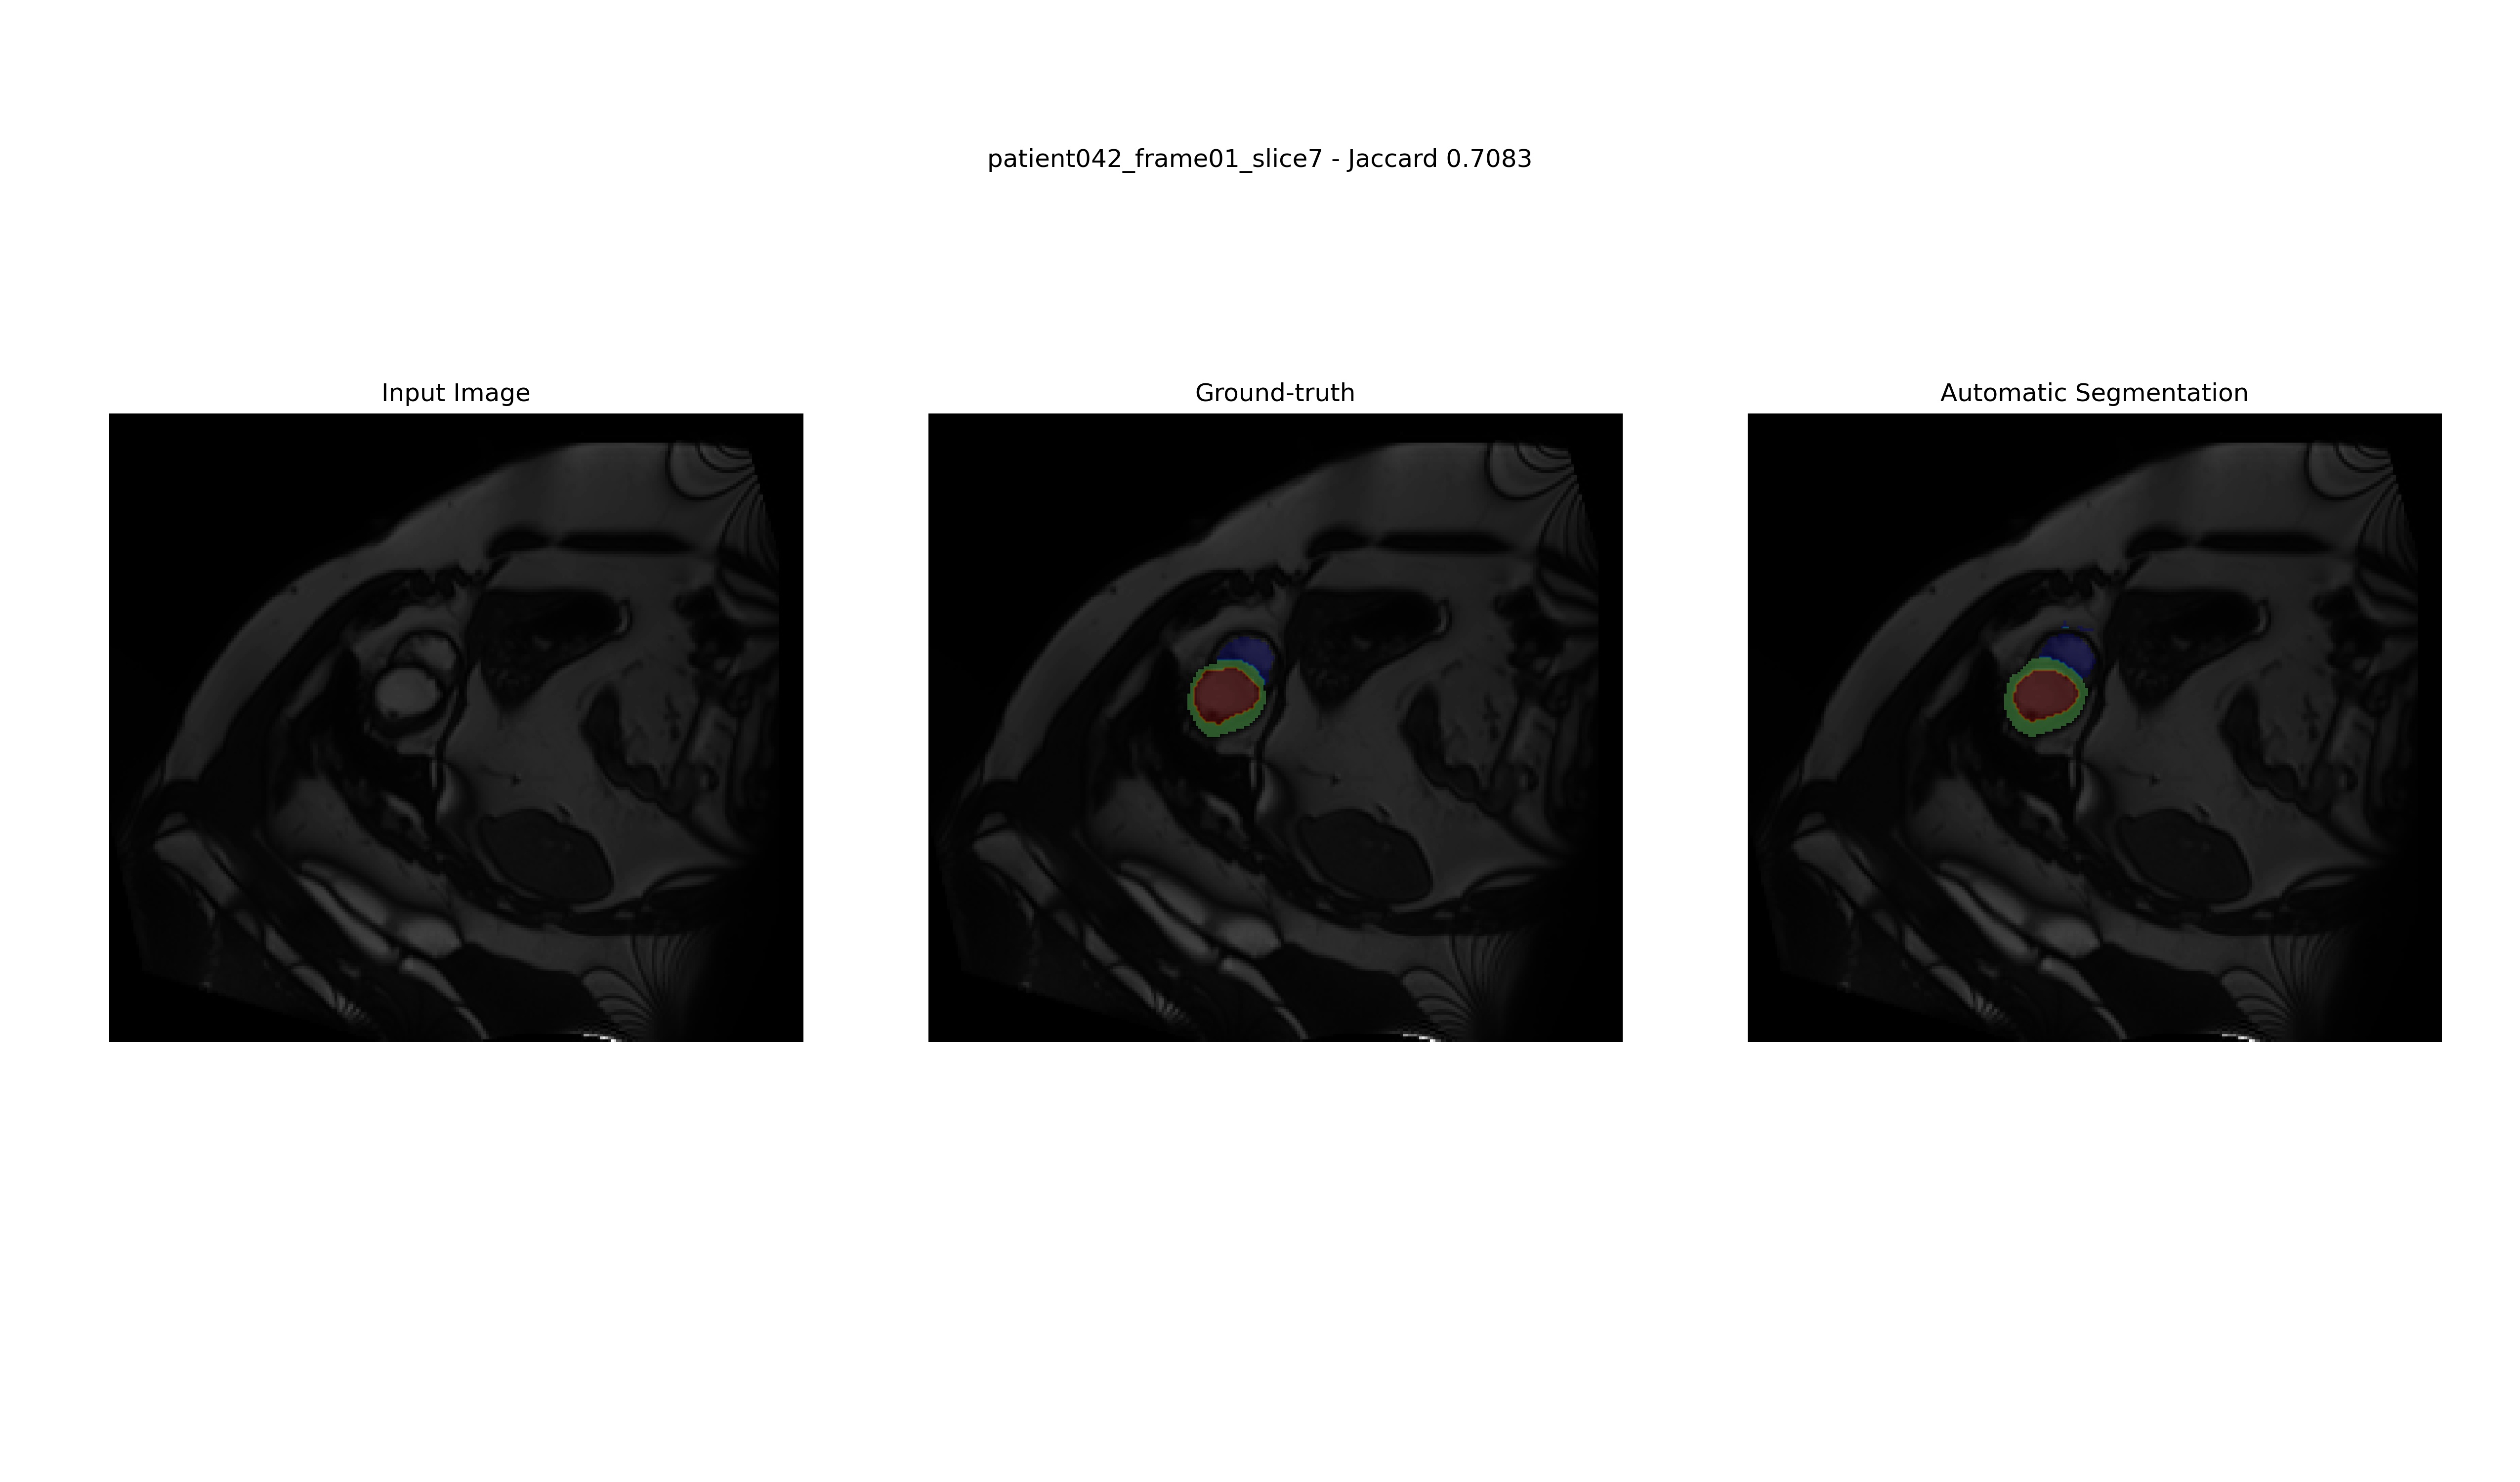 patient042_frame01_slice7 - Jaccard 0.7083
Input Image
Ground-truth
Automatic Segmentation